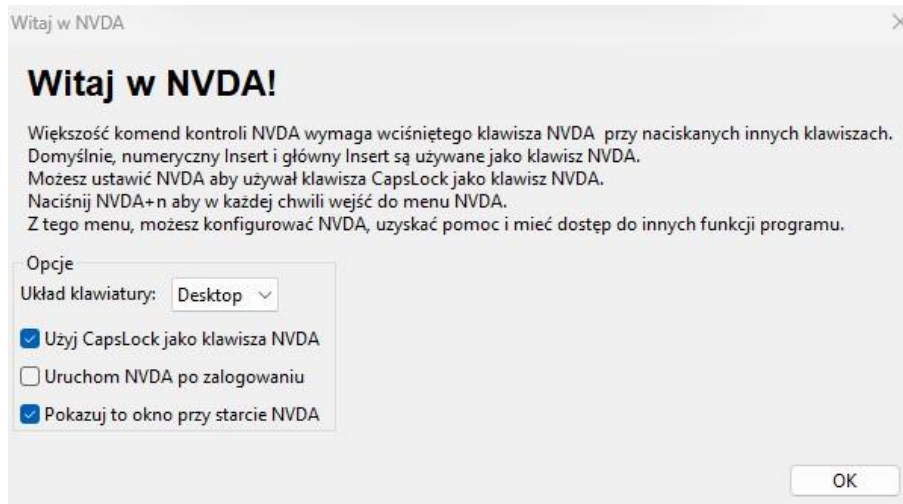 Witaj w NVDA
Witaj w NVDA!
Większość komend kontroli NVDA wymaga wciśniętego klawisza NVDA  przy naciskanych innych klawiszach.
Domyślnie, numeryczny Insert i główny Insert są używane jako klawisz NVDA.
Możesz ustawić NVDA aby używał klawisza CapsLock jako klawisz NVDA.
Naciśnij NVDA+n aby w każdej chwili wejść do menu NVDA.
Z tego menu, możesz konfigurować NVDA, uzyskać pomoc i mieć dostęp do innych funkcji programu.
Opcje
Układ klawiatury: Desktop
Użyj CapsLock jako klawisza NVDA
Uruchom NVDA po zalogowaniu
Pokazuj to okno przy starcie NVDA
OK